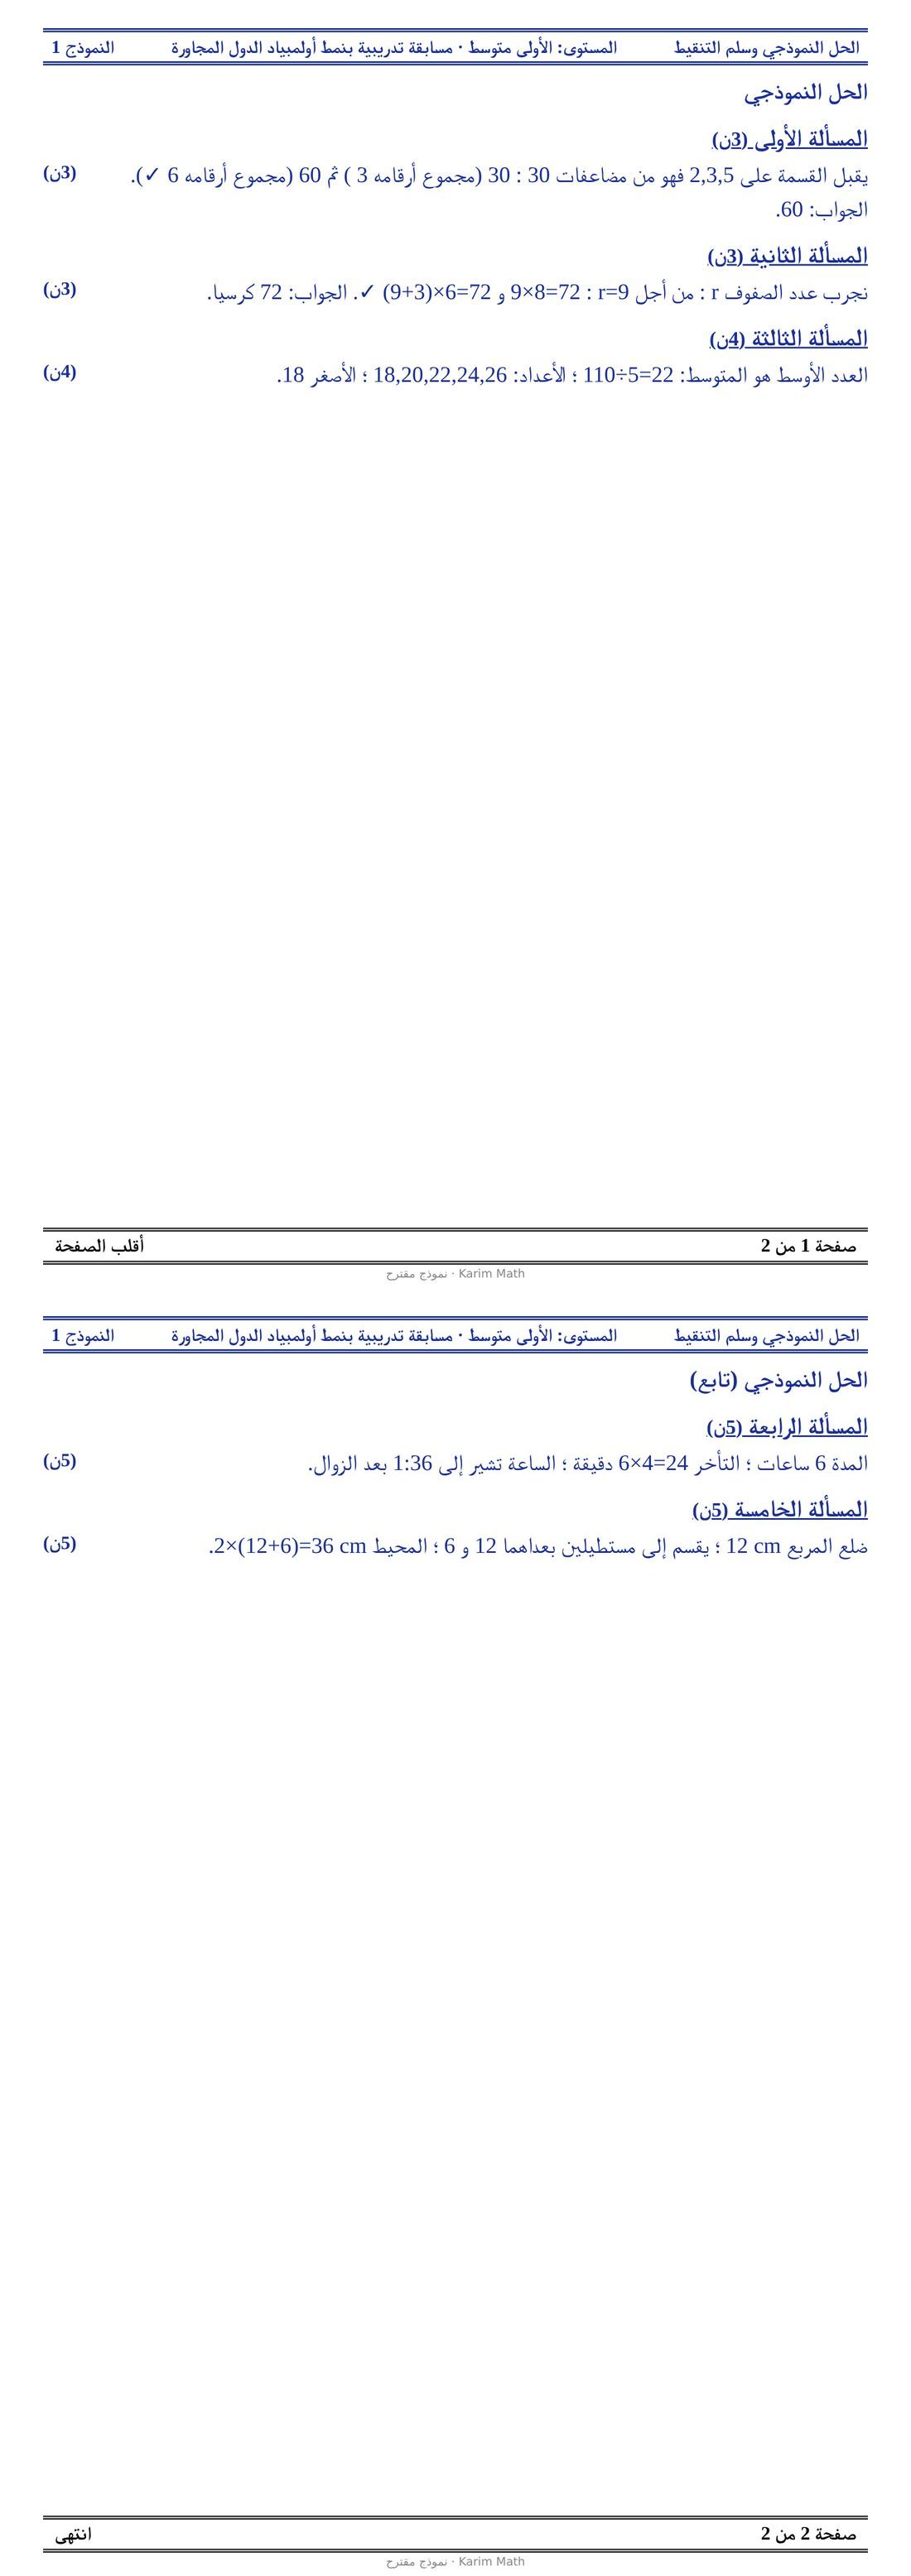 الحل النموذجي وسلم التنقيط المستوى: الأولى متوسط · مسابقة تدريبية بنمط أولمبياد الدول المجاورة النموذج 1
الحل النموذجي
المسألة الأولى (3ن)
يقبل القسمة على 2,3,5 فهو من مضاعفات 30 : 30 (مجموع أرقامه 3 ) ثم 60 (مجموع أرقامه 6 ✓). (3ن)
الجواب: 60.
المسألة الثانية (3ن)
نجرب عدد الصفوف r : من أجل r=9 : 9×8=72 و (9+3)×6=72 ✓. الجواب: 72 كرسيا. (3ن)
المسألة الثالثة (4ن)
العدد الأوسط هو المتوسط: 110÷5=22 ؛ الأعداد: 18,20,22,24,26 ؛ الأصغر 18. (4ن)
صفحة 1 من 2 أقلب الصفحة
Karim Math · نموذج مقترح
الحل النموذجي وسلم التنقيط المستوى: الأولى متوسط · مسابقة تدريبية بنمط أولمبياد الدول المجاورة النموذج 1
الحل النموذجي (تابع)
المسألة الرابعة (5ن)
المدة 6 ساعات ؛ التأخر 6×4=24 دقيقة ؛ الساعة تشير إلى 1:36 بعد الزوال. (5ن)
المسألة الخامسة (5ن)
ضلع المربع 12 cm ؛ يقسم إلى مستطيلين بعداهما 12 و 6 ؛ المحيط 2×(12+6)=36 cm. (5ن)
صفحة 2 من 2 انتهى
Karim Math · نموذج مقترح